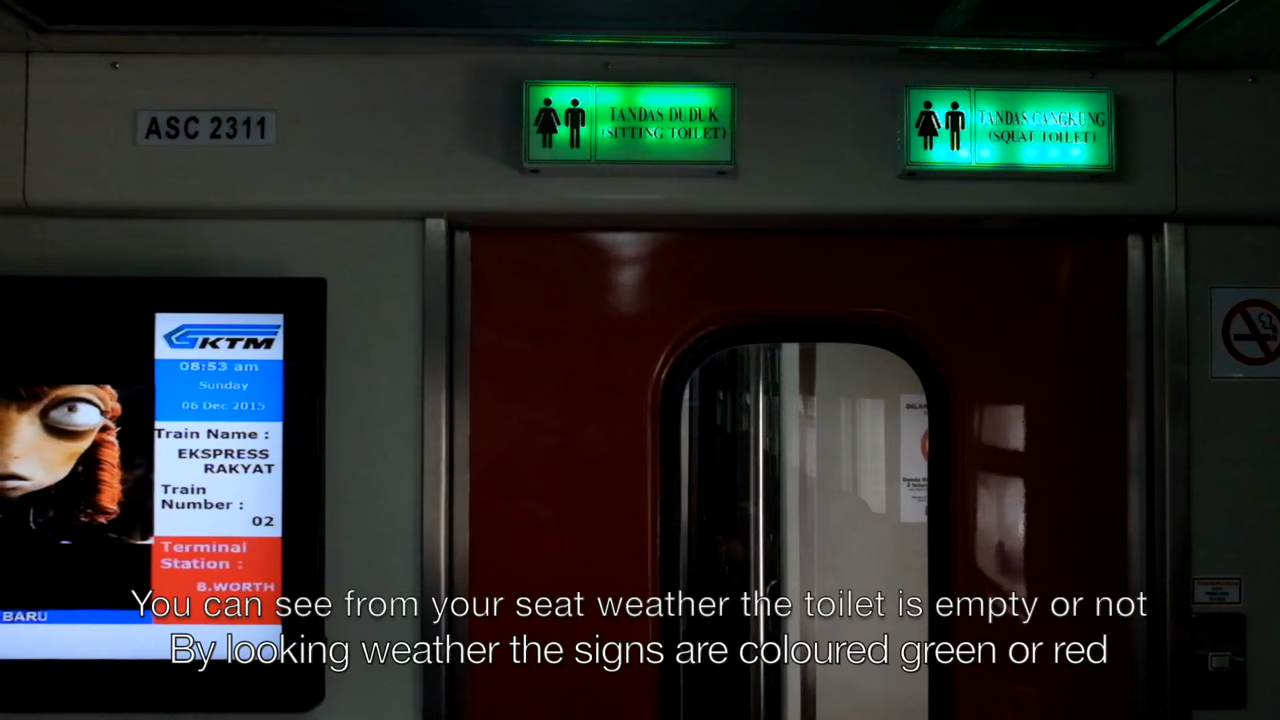 ASC 2311
TANDAS DUDUK
(SITTING TOILET)
TANDAS CANGKUNG
(SQUAT TOILET)
KTM
08:53 am
Sunday
06 Dec 2015
Train Name :
EKSPRESS
RAKYAT
Train
Number :
02
Terminal
Station :
B.WORTH
BARU
You can see from your seat weather the toilet is empty or not
By looking weather the signs are coloured green or red